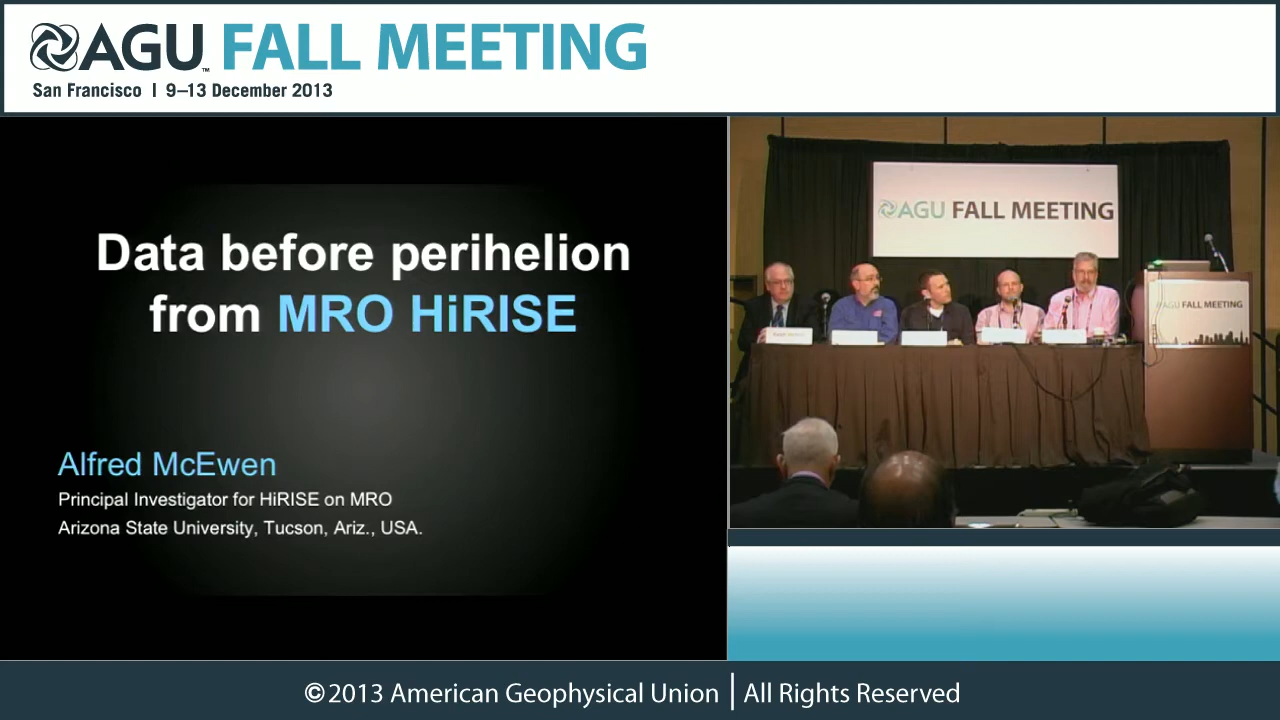 AGU™ FALL MEETING
San Francisco | 9–13 December 2013
Data before perihelion
from MRO HiRISE
Alfred McEwen
Principal Investigator for HiRISE on MRO
Arizona State University, Tucson, Ariz., USA.
AGU FALL MEETING
AGU FALL MEETING
©2013 American Geophysical Union | All Rights Reserved